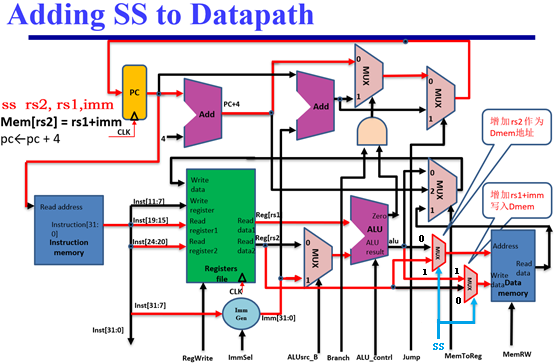 Adding SS to Datapath
ss rs2, rs1,imm
Mem[rs2] = rs1+imm
pc←pc + 4
PC
CLK
4
Add
PC+4
Add
0
MUX
1
0
MUX
1
增加rs2作为
Dmem地址
增加rs1+imm
写入Dmem
Read address
Instruction[31:
0]
Instruction
memory
Inst[11:7]
Inst[19:15]
Inst[24:20]
Inst[31:7]
Inst[31:0]
Write
data
Write
register
Read
register1
Read
register2
Read
data1
Read
data2
Registers
file
CLK
Reg[rs1
Reg[rs2
Imm
Gen
Imm[31:0]
0
MUX
1
Zero
ALU
ALU
result
alu
0
2
MUX
1
0
MUX
1
1
MUX
0
Address
Read
data
Write
data
Data
memory
SS
RegWrite
ImmSel
ALUsrc_B
Branch
ALU_contrl
Jump
MemToReg
MemRW